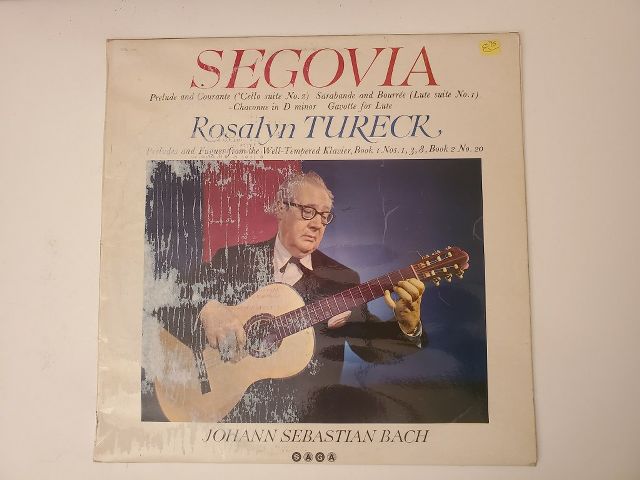 SEGOVIA
Prelude and Courante ('Cello suite No. 2) Sarabande and Bourrée (Lute suite No. 1)
-Chaconne in D minor Gavotte for Lute
Rosalyn TURECK
Preludes and Fugues from the Well-Tempered Klavier, Book 1 Nos. 1, 3, 8, Book 2 No. 20
JOHANN SEBASTIAN BACH
SAGA